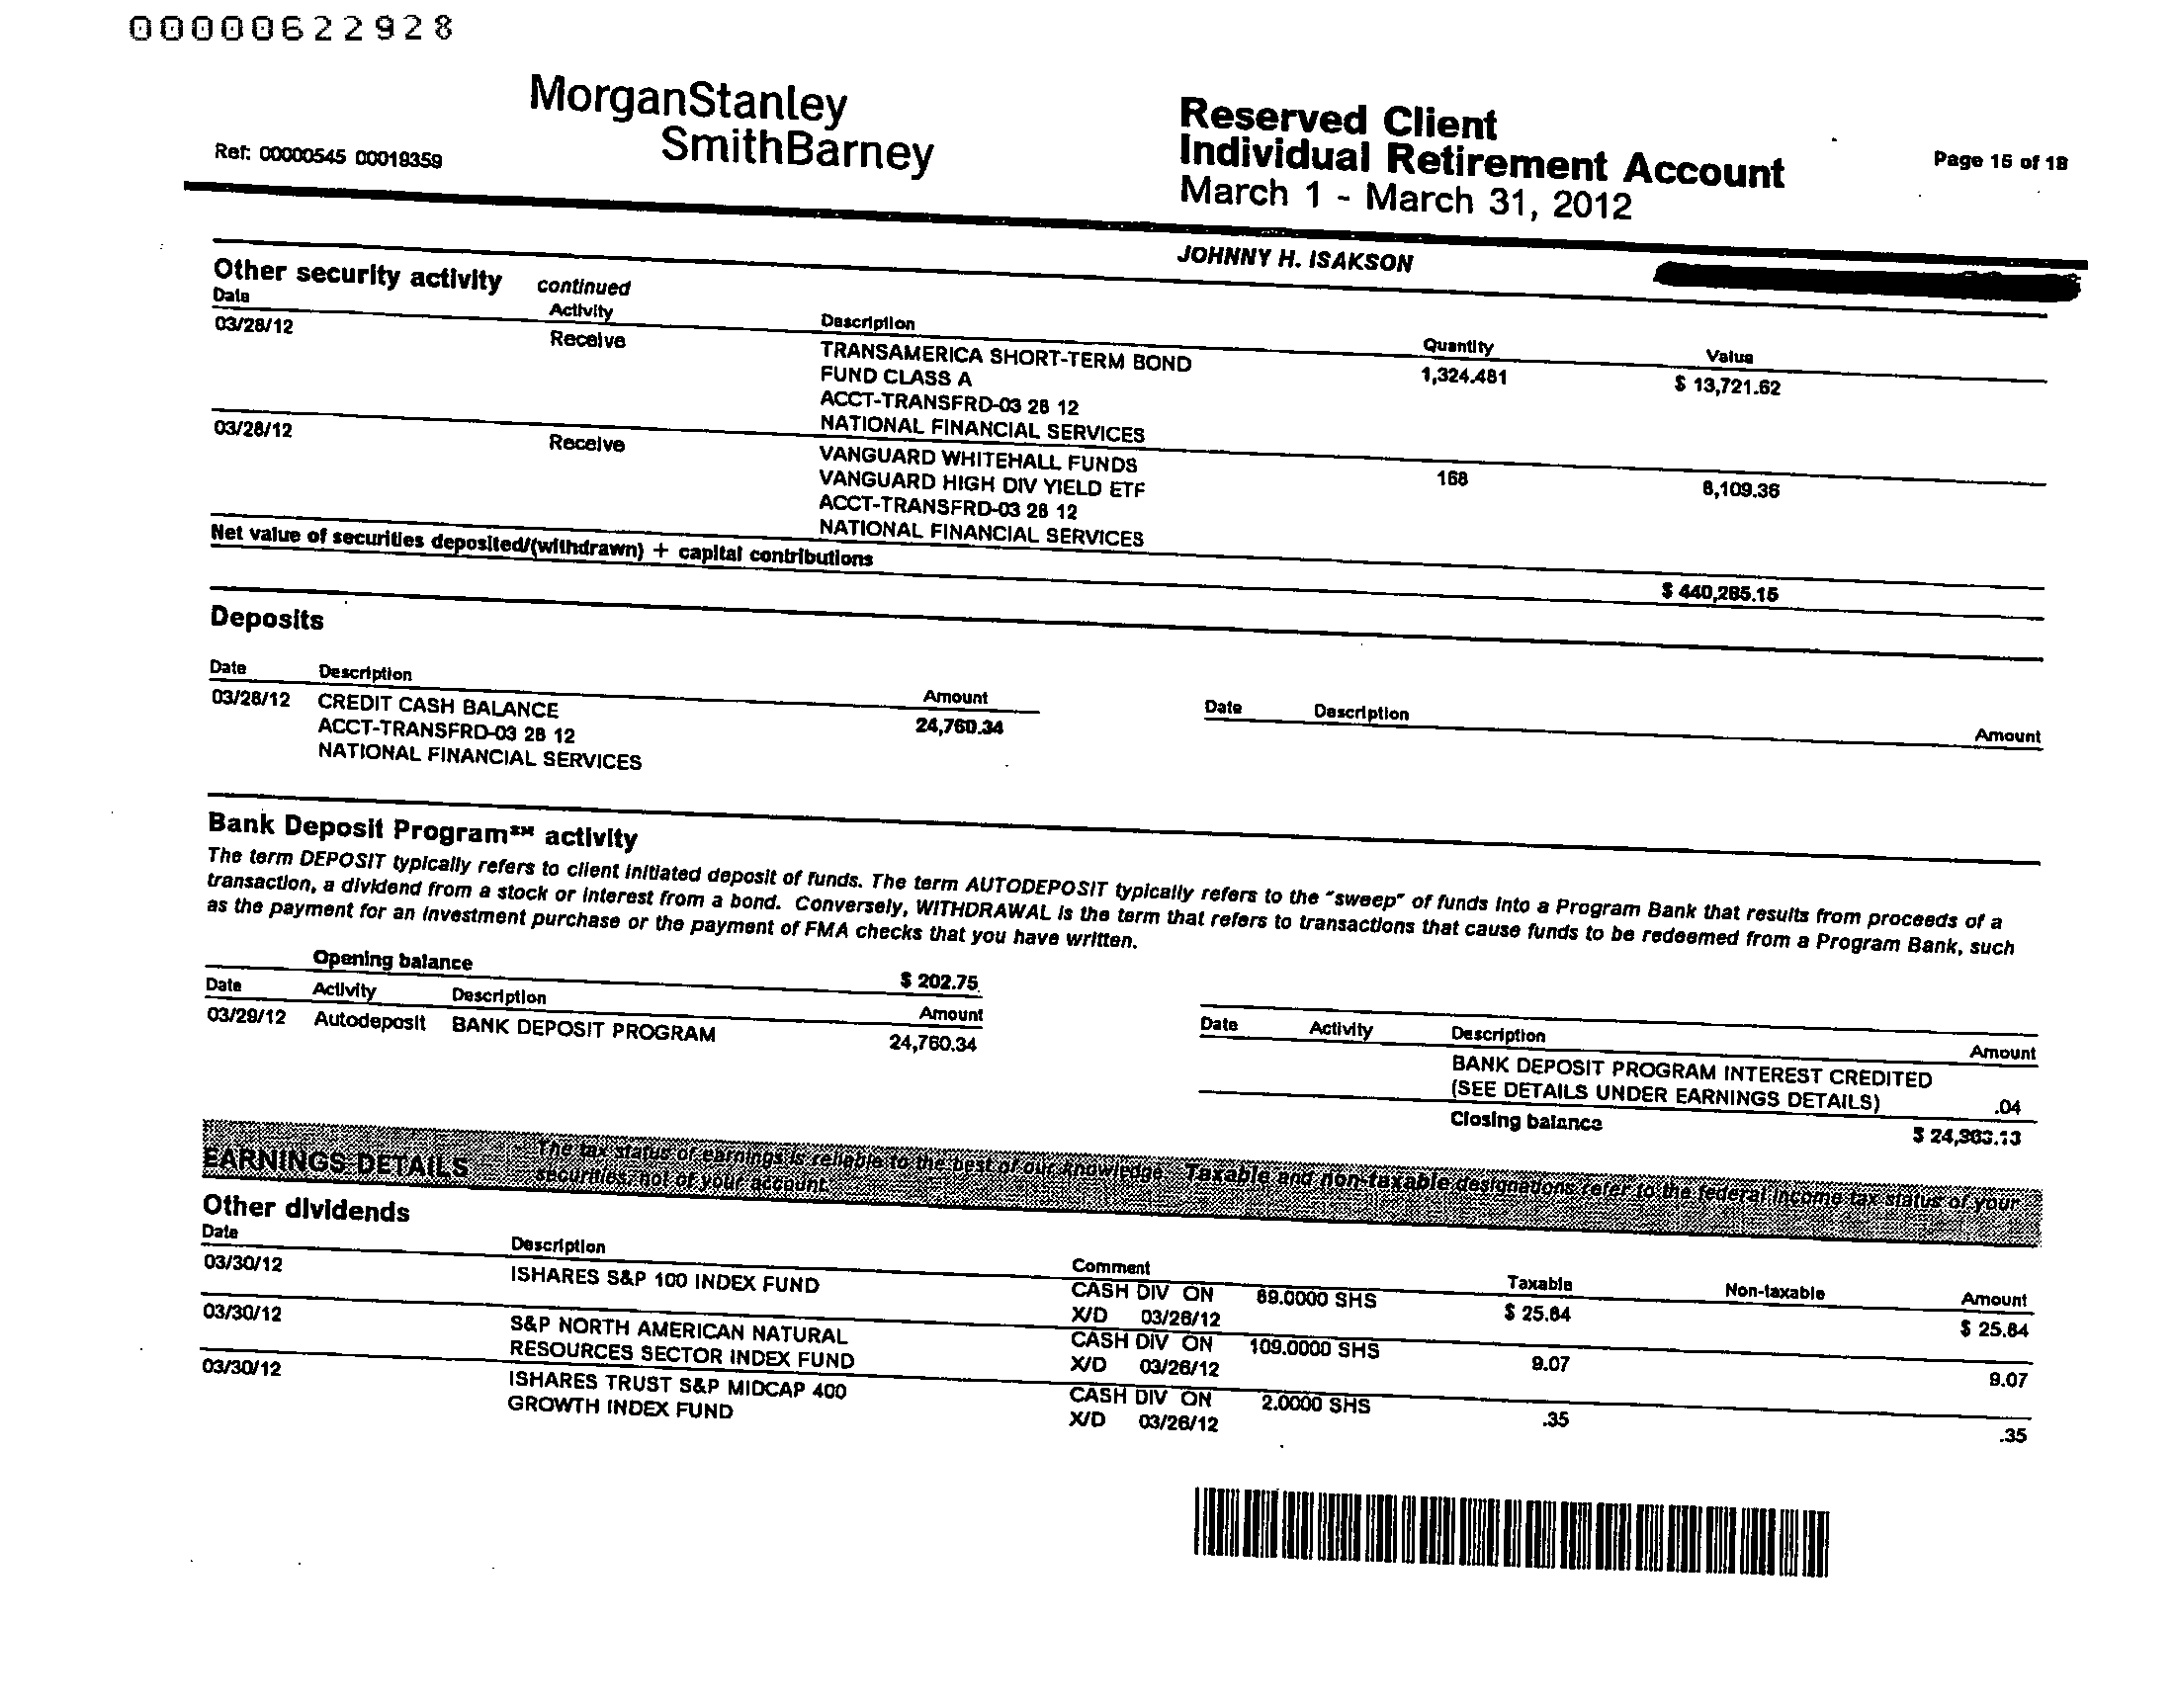 00000622928
MorganStanley
SmithBarney
Ref: 00000545 00019359
Reserved Client
Individual Retirement Account
March 1 - March 31, 2012
Page 15 of 18
JOHNNY H. ISAKSON
Other security activity continued
Date Activity Description Quantity Value
03/28/12 Receive TRANSAMERICA SHORT-TERM BOND 1,324.481 $ 13,721.62
FUND CLASS A
ACCT-TRANSFRD-03 28 12
NATIONAL FINANCIAL SERVICES
03/28/12 Receive VANGUARD WHITEHALL FUNDS 168 8,109.36
VANGUARD HIGH DIV YIELD ETF
ACCT-TRANSFRD-03 28 12
NATIONAL FINANCIAL SERVICES
Net value of securities deposited/(withdrawn) + capital contributions $ 440,285.15
Deposits
Date Description Amount Date Description Amount
03/28/12 CREDIT CASH BALANCE 24,760.34
ACCT-TRANSFRD-03 28 12
NATIONAL FINANCIAL SERVICES
Bank Deposit Program℠ activity
The term DEPOSIT typically refers to client initiated deposit of funds. The term AUTODEPOSIT typically refers to the "sweep" of funds into a Program Bank that results from proceeds of a
transaction, a dividend from a stock or interest from a bond. Conversely, WITHDRAWAL is the term that refers to transactions that cause funds to be redeemed from a Program Bank, such
as the payment for an investment purchase or the payment of FMA checks that you have written.
Opening balance $ 202.75
Date Activity Description Amount
03/29/12 Autodeposit BANK DEPOSIT PROGRAM 24,760.34
Date Activity Description Amount
BANK DEPOSIT PROGRAM INTEREST CREDITED
(SEE DETAILS UNDER EARNINGS DETAILS) .04
Closing balance $ 24,963.13
EARNINGS DETAILS The tax status of earnings is reliable to the best of our knowledge. Taxable and non-taxable designations refer to the federal income tax status of your
securities, not of your account.
Other dividends
Date Description Comment Taxable Non-taxable Amount
03/30/12 ISHARES S&P 100 INDEX FUND CASH DIV ON 89.0000 SHS $ 25.64 $ 25.64
X/D 03/26/12
03/30/12 S&P NORTH AMERICAN NATURAL CASH DIV ON 109.0000 SHS 9.07 9.07
RESOURCES SECTOR INDEX FUND X/D 03/26/12
03/30/12 ISHARES TRUST S&P MIDCAP 400 CASH DIV ON 2.0000 SHS .35 .35
GROWTH INDEX FUND X/D 03/26/12